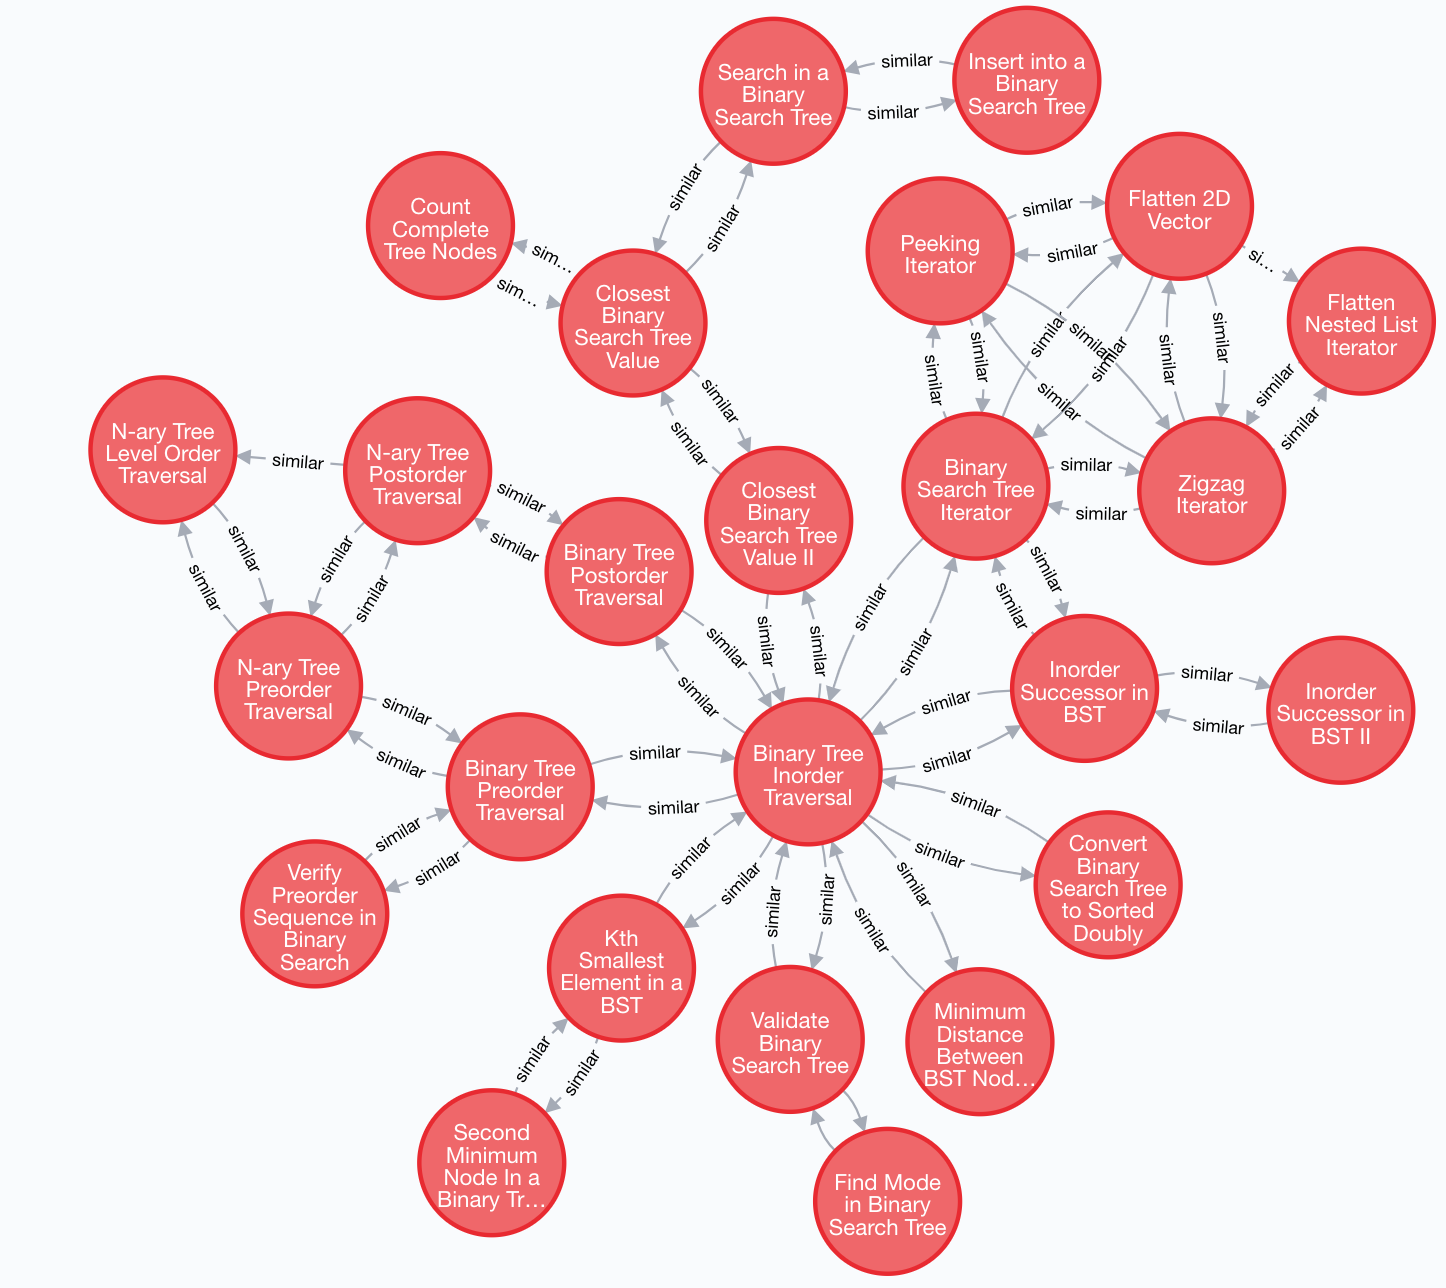 Search in a
Binary
Search Tree
similar
similar
Insert into a
Binary
Search Tree
similar
similar
Count
Complete
Tree Nodes
sim…
sim…
Closest
Binary
Search Tree
Value
Peeking
Iterator
similar
similar
Flatten 2D
Vector
si…
Flatten
Nested List
Iterator
similar
similar
similar
similar
similar
similar
similar
similar
similar
similar
similar
similar
similar
N-ary Tree
Level Order
Traversal
similar
N-ary Tree
Postorder
Traversal
similar
similar
Binary Tree
Postorder
Traversal
Closest
Binary
Search Tree
Value II
Binary
Search Tree
Iterator
similar
similar
Zigzag
Iterator
similar
similar
similar
similar
similar
similar
similar
similar
similar
similar
similar
similar
N-ary Tree
Preorder
Traversal
similar
similar
Binary Tree
Preorder
Traversal
similar
similar
similar
similar
Binary Tree
Inorder
Traversal
similar
similar
Inorder
Successor in
BST
similar
similar
Inorder
Successor in
BST II
similar
similar
Convert
Binary
Search Tree
to Sorted
Doubly
similar
similar
Verify
Preorder
Sequence in
Binary
Search
similar
similar
similar
similar
similar
similar
Kth
Smallest
Element in a
BST
Validate
Binary
Search Tree
Minimum
Distance
Between
BST Nod…
similar
similar
Second
Minimum
Node In a
Binary Tr…
Find Mode
in Binary
Search Tree